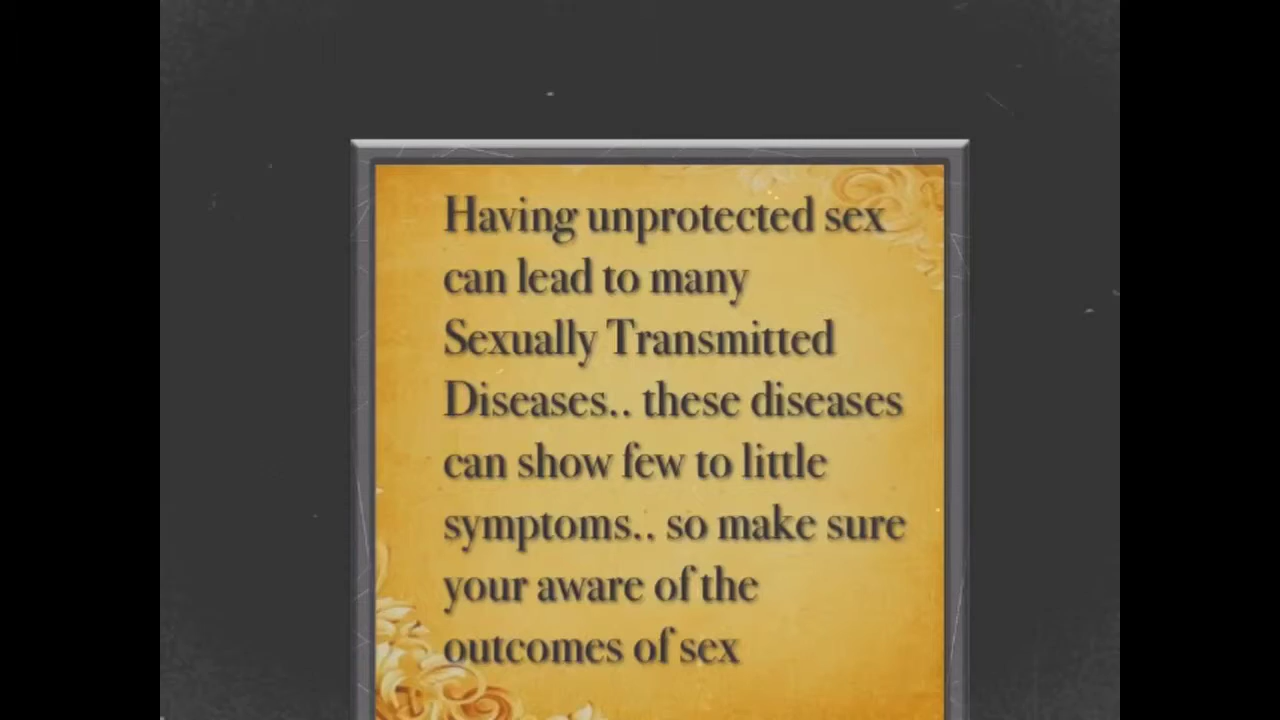 Having unprotected sex
can lead to many
Sexually Transmitted
Diseases.. these diseases
can show few to little
symptoms.. so make sure
your aware of the
outcomes of sex